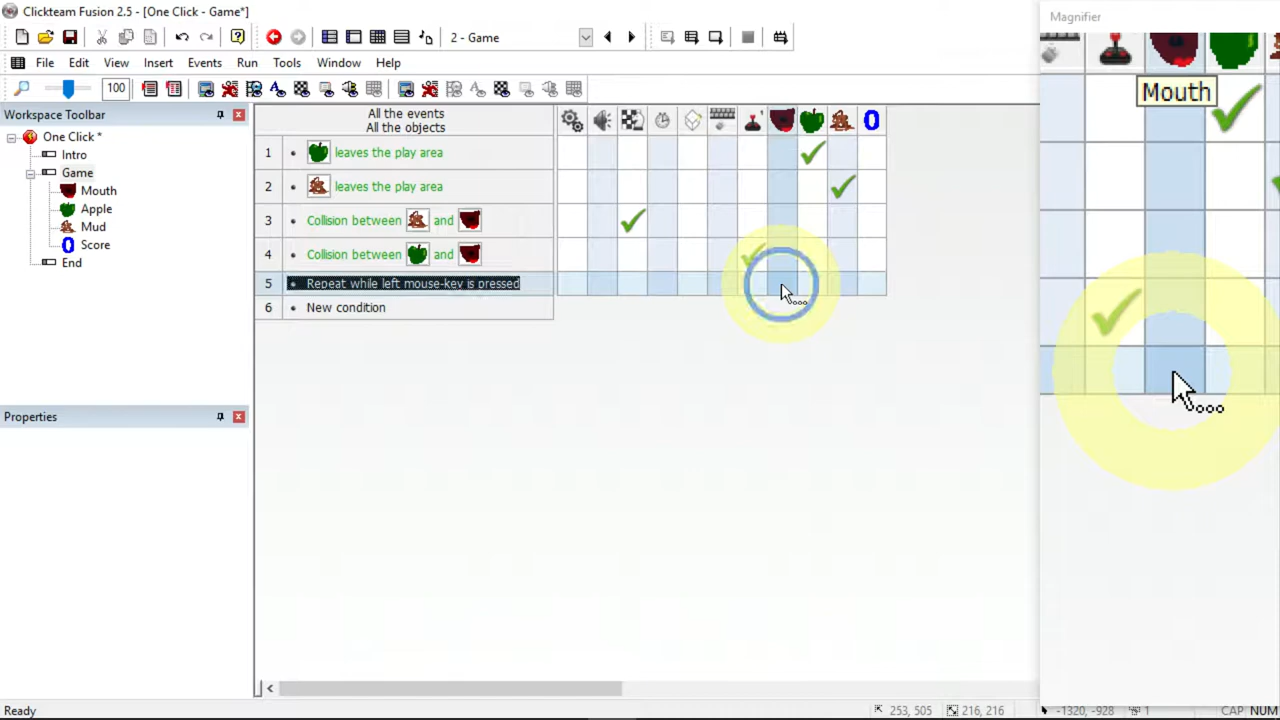 Clickteam Fusion 2.5 - [One Click - Game*]
Magnifier
2 - Game
File Edit View Insert Events Run Tools Window Help
100
Workspace Toolbar
One Click *
Intro
Game
Mouth
Apple
Mud
Score
End
Properties
All the events
All the objects
1 • leaves the play area
2 • leaves the play area
3 • Collision between and
4 • Collision between and
5 • Repeat while left mouse-key is pressed
6 • New condition
Mouth
Ready
253, 505
216, 216
-1320, -928
1
CAP NUM